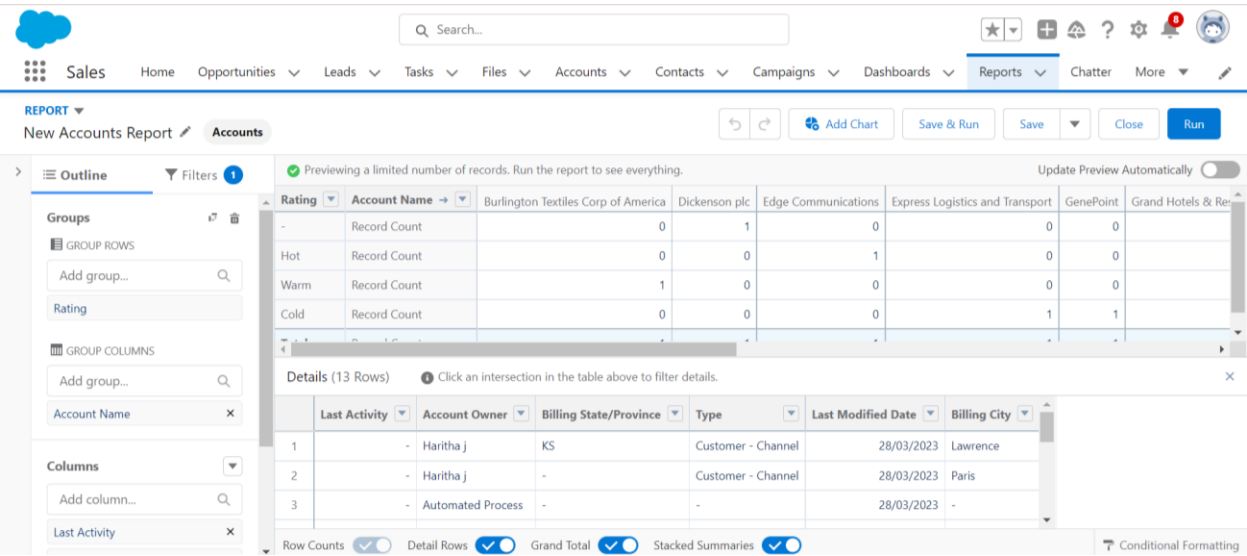 Search...
8
Sales Home Opportunities Leads Tasks Files Accounts Contacts Campaigns Dashboards Reports Chatter More
REPORT
New Accounts Report Accounts
Add Chart Save & Run Save Close Run
Outline Filters 1
Previewing a limited number of records. Run the report to see everything. Update Preview Automatically
Groups
GROUP ROWS
Add group...
Rating
GROUP COLUMNS
Add group...
Account Name
Columns
Add column...
Last Activity
Rating Account Name Burlington Textiles Corp of America Dickenson plc Edge Communications Express Logistics and Transport GenePoint Grand Hotels &
- Record Count 0 1 0 0 0
Hot Record Count 0 0 1 0 0
Warm Record Count 1 0 0 0 0
Cold Record Count 0 0 0 1 1
Details (13 Rows) Click an intersection in the table above to filter details.
Last Activity Account Owner Billing State/Province Type Last Modified Date Billing City
1 - Haritha j KS Customer - Channel 28/03/2023 Lawrence
2 - Haritha j - Customer - Channel 28/03/2023 Paris
3 - Automated Process - - 28/03/2023 -
Row Counts Detail Rows Grand Total Stacked Summaries Conditional Formatting